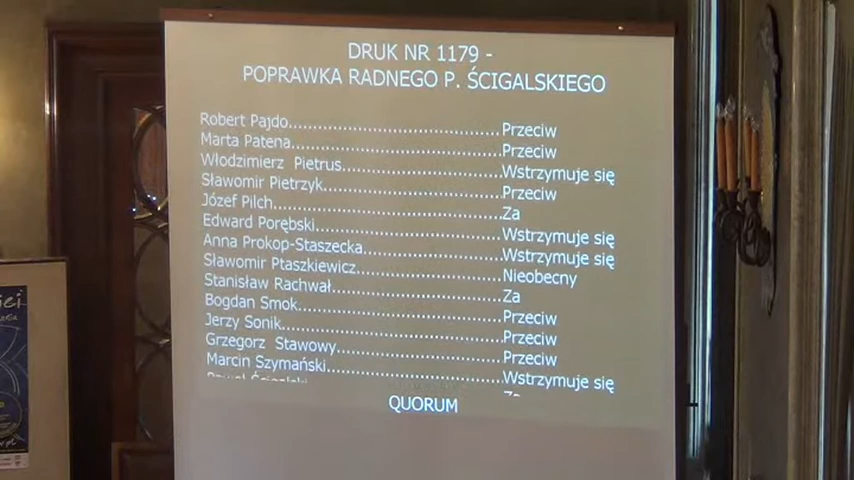 DRUK NR 1179 -
POPRAWKA RADNEGO P. ŚCIGALSKIEGO
Robert Pajdo..........Przeciw
Marta Patena..........Przeciw
Włodzimierz Pietrus..........Wstrzymuje się
Sławomir Pietrzyk..........Przeciw
Józef Pilch..........Za
Edward Porębski..........Wstrzymuje się
Anna Prokop-Staszecka..........Wstrzymuje się
Sławomir Ptaszkiewicz..........Nieobecny
Stanisław Rachwał..........Za
Bogdan Smok..........Przeciw
Jerzy Sonik..........Przeciw
Grzegorz Stawowy..........Przeciw
Marcin Szymański..........Wstrzymuje się
QUORUM